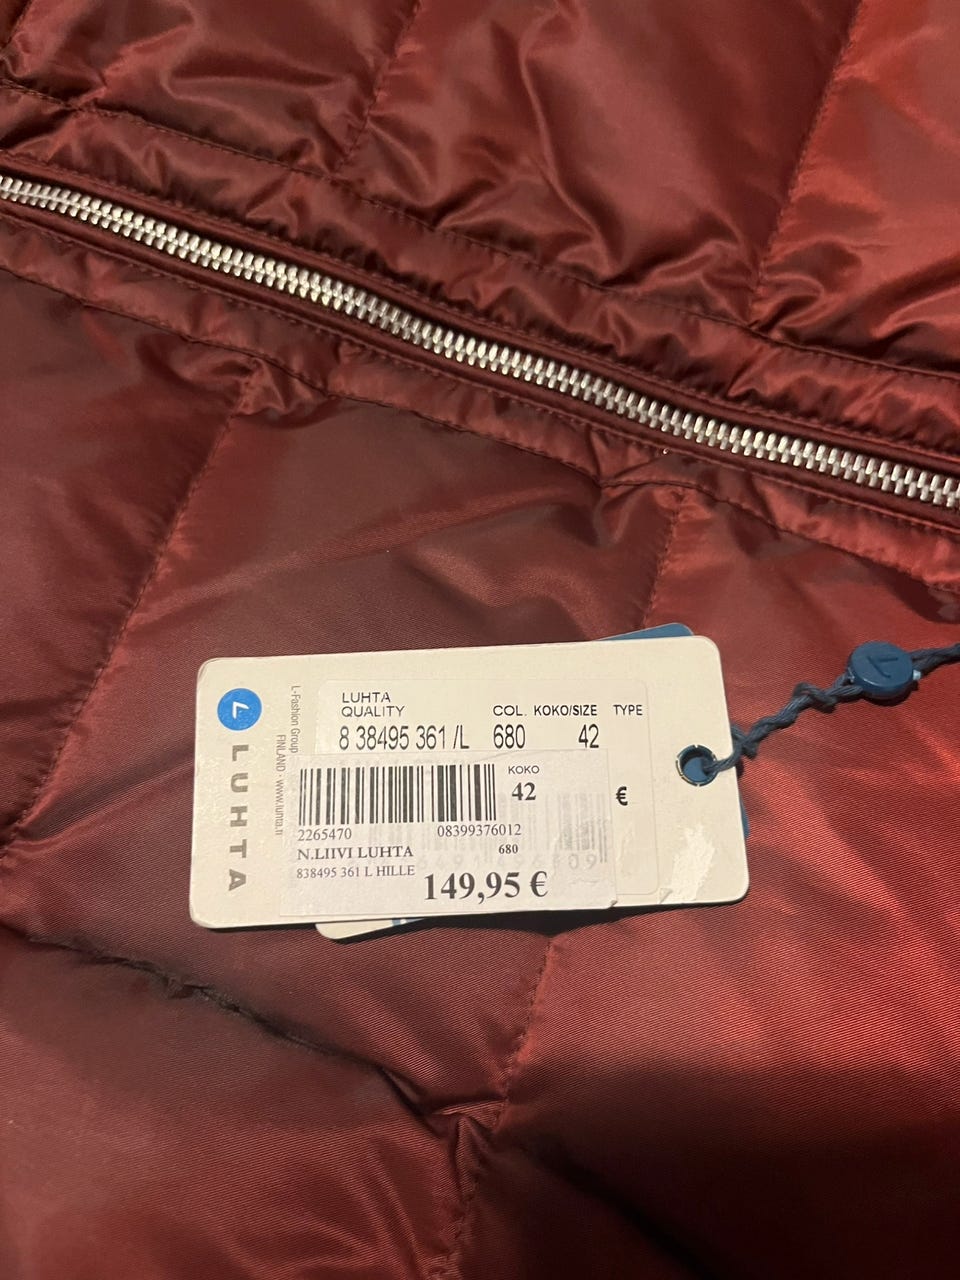 L
LUHTA
L-Fashion Group
FINLAND - www.luhta.fi
LUHTA
QUALITY COL. KOKO/SIZE TYPE
8 38495 361 /L 680 42
KOKO
42
€
2265470 08399376012
N.LIIVI LUHTA 680
838495 361 L HILLE
149,95 €